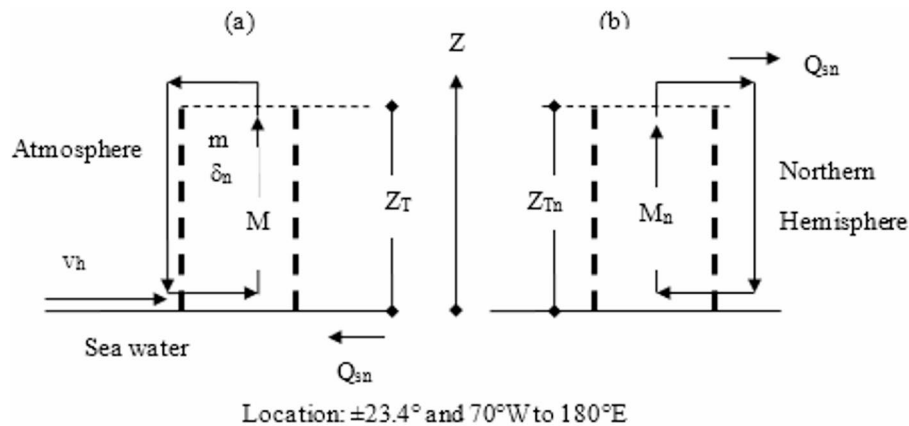 (a)
(b)
Z
Qsn
Atmosphere
m
δn
M
ZT
ZTn
Mn
Northern
Hemisphere
vh
Sea water
Qsn
Location: ±23.4° and 70°W to 180°E